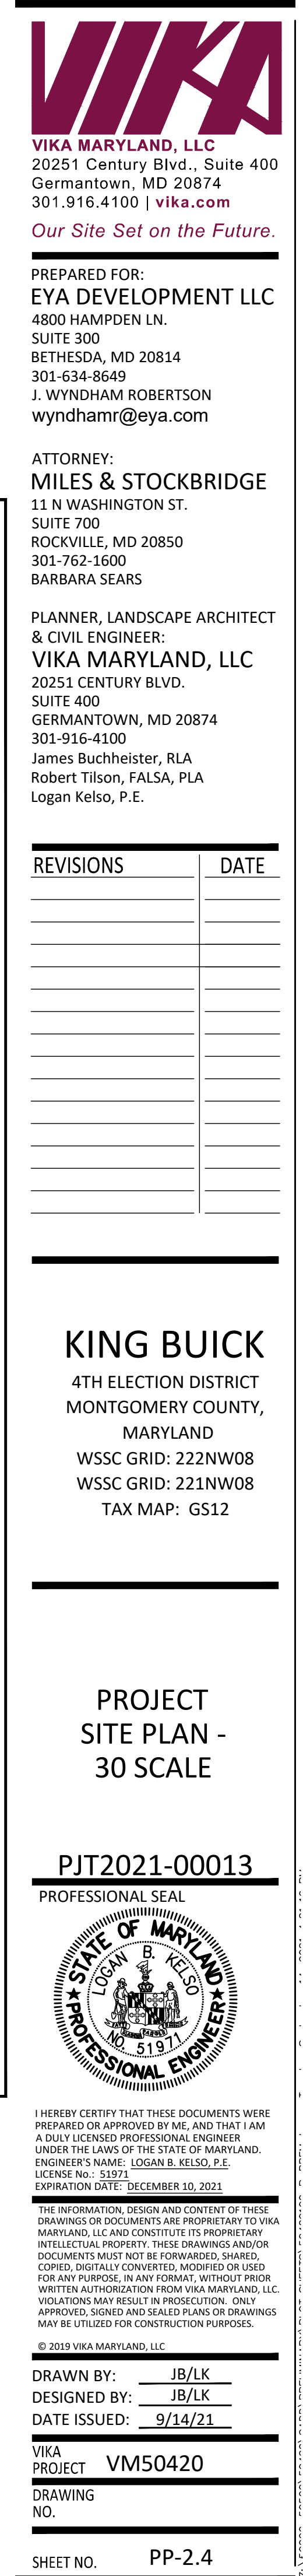 VIKA
VIKA MARYLAND, LLC
20251 Century Blvd., Suite 400
Germantown, MD 20874
301.916.4100 | vika.com
Our Site Set on the Future.
PREPARED FOR:
EYA DEVELOPMENT LLC
4800 HAMPDEN LN.
SUITE 300
BETHESDA, MD 20814
301-634-8649
J. WYNDHAM ROBERTSON
wyndhamr@eya.com
ATTORNEY:
MILES & STOCKBRIDGE
11 N WASHINGTON ST.
SUITE 700
ROCKVILLE, MD 20850
301-762-1600
BARBARA SEARS
PLANNER, LANDSCAPE ARCHITECT
& CIVIL ENGINEER:
VIKA MARYLAND, LLC
20251 CENTURY BLVD.
SUITE 400
GERMANTOWN, MD 20874
301-916-4100
James Buchheister, RLA
Robert Tilson, FALSA, PLA
Logan Kelso, P.E.
REVISIONS DATE
KING BUICK
4TH ELECTION DISTRICT
MONTGOMERY COUNTY,
MARYLAND
WSSC GRID: 222NW08
WSSC GRID: 221NW08
TAX MAP: GS12
PROJECT
SITE PLAN -
30 SCALE
PJT2021-00013
PROFESSIONAL SEAL
STATE OF MARYLAND
LOGAN B. KELSO
NO. 51971
PROFESSIONAL ENGINEER
I HEREBY CERTIFY THAT THESE DOCUMENTS WERE
PREPARED OR APPROVED BY ME, AND THAT I AM
A DULY LICENSED PROFESSIONAL ENGINEER
UNDER THE LAWS OF THE STATE OF MARYLAND.
ENGINEER'S NAME: LOGAN B. KELSO, P.E.
LICENSE No.: 51971
EXPIRATION DATE: DECEMBER 10, 2021
THE INFORMATION, DESIGN AND CONTENT OF THESE
DRAWINGS OR DOCUMENTS ARE PROPRIETARY TO VIKA
MARYLAND, LLC AND CONSTITUTE ITS PROPRIETARY
INTELLECTUAL PROPERTY. THESE DRAWINGS AND/OR
DOCUMENTS MUST NOT BE FORWARDED, SHARED,
COPIED, DIGITALLY CONVERTED, MODIFIED OR USED
FOR ANY PURPOSE, IN ANY FORMAT, WITHOUT PRIOR
WRITTEN AUTHORIZATION FROM VIKA MARYLAND, LLC.
VIOLATIONS MAY RESULT IN PROSECUTION. ONLY
APPROVED, SIGNED AND SEALED PLANS OR DRAWINGS
MAY BE UTILIZED FOR CONSTRUCTION PURPOSES.
© 2019 VIKA MARYLAND, LLC
DRAWN BY: JB/LK
DESIGNED BY: JB/LK
DATE ISSUED: 9/14/21
VIKA
PROJECT VM50420
DRAWING
NO.
SHEET NO. PP-2.4